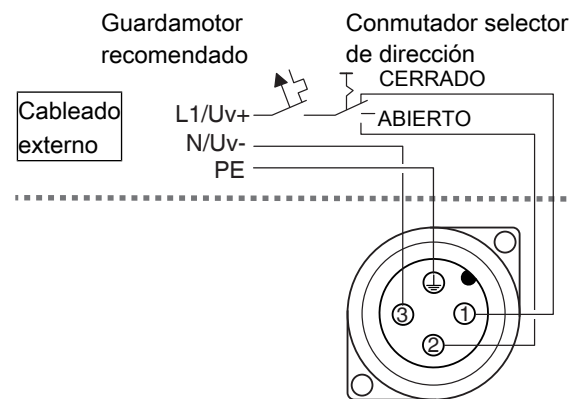 Guardamotor
recomendado
Conmutador selector
de dirección
CERRADO
Cableado
externo
L1/Uv+
ABIERTO
N/Uv-
PE
3
1
2